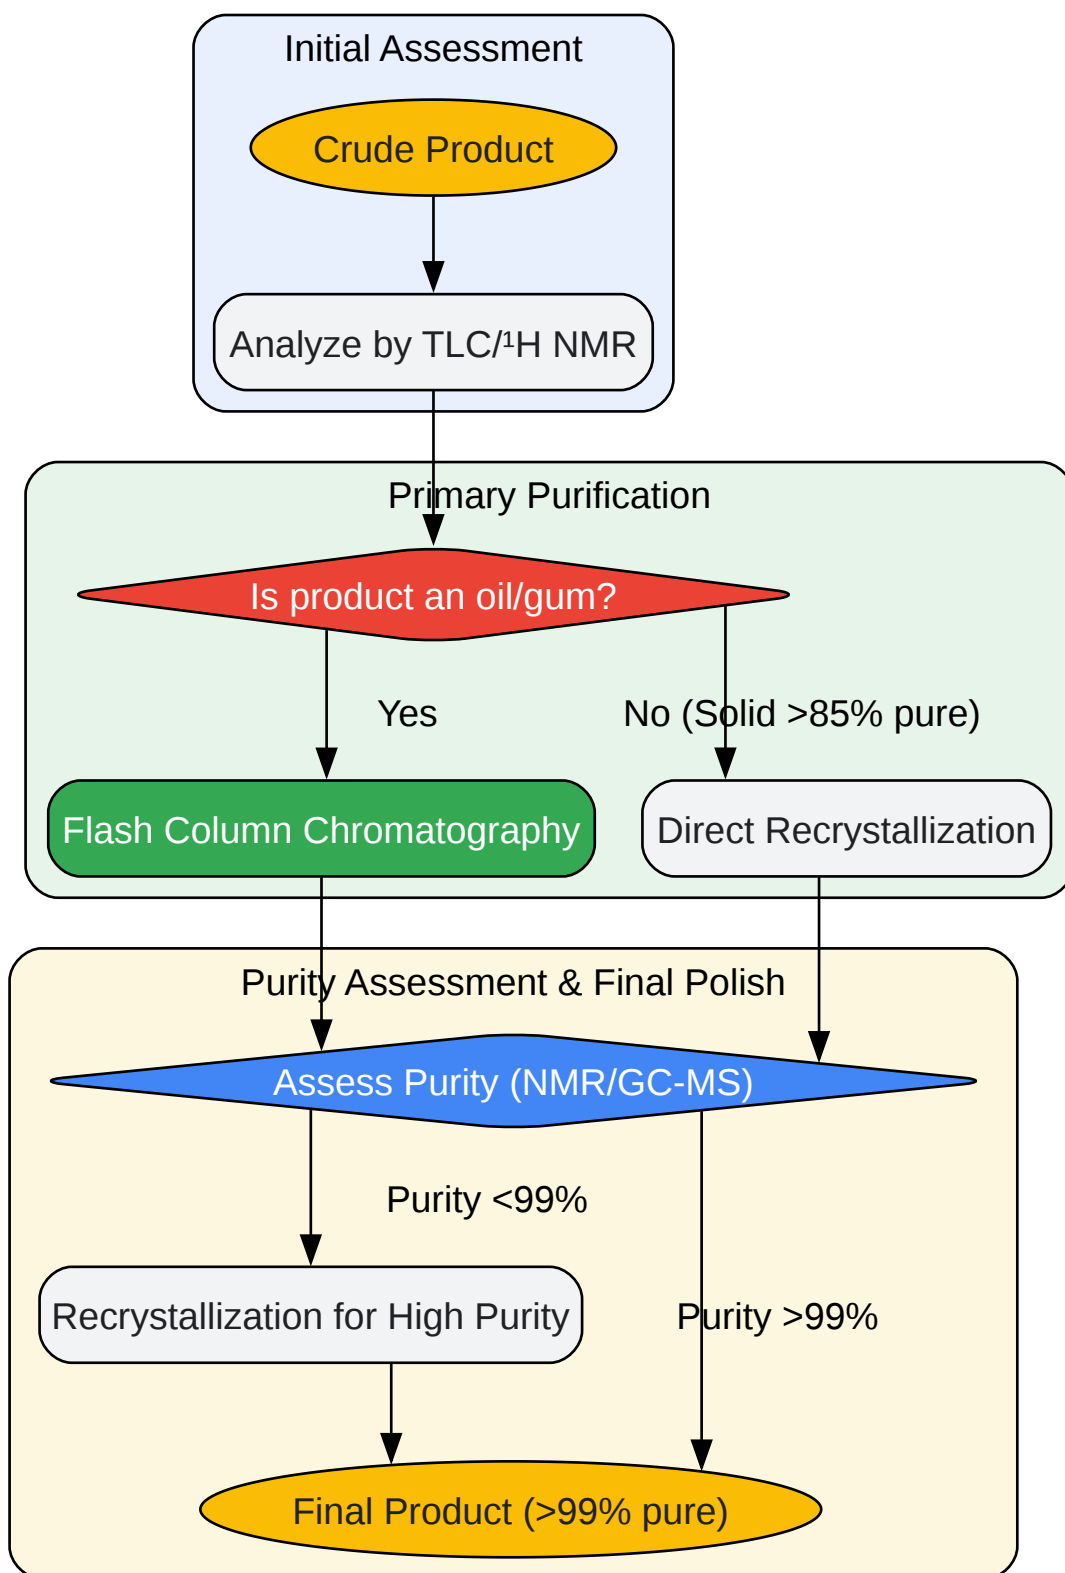 Initial Assessment
Crude Product
Analyze by TLC/¹H NMR
Primary Purification
Is product an oil/gum?
Yes
No (Solid >85% pure)
Flash Column Chromatography
Direct Recrystallization
Purity Assessment & Final Polish
Assess Purity (NMR/GC-MS)
Purity <99%
Recrystallization for High Purity
Purity >99%
Final Product (>99% pure)